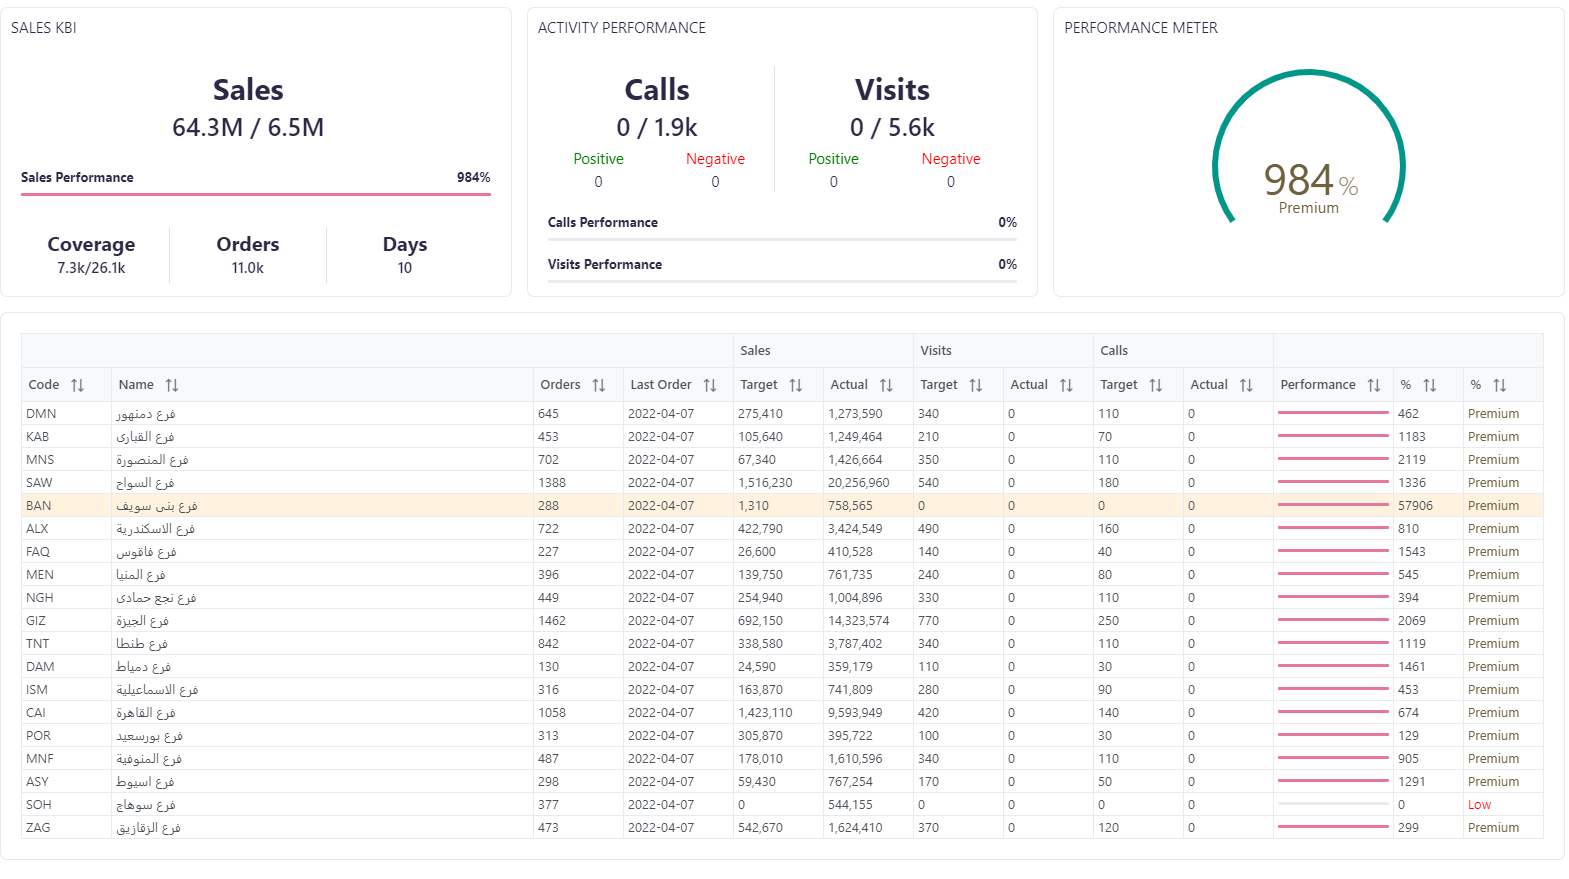 SALES KBI
Sales
64.3M / 6.5M
Sales Performance 984%
Coverage Orders Days
7.3k/26.1k 11.0k 10
ACTIVITY PERFORMANCE
Calls Visits
0 / 1.9k 0 / 5.6k
Positive Negative Positive Negative
0 0 0 0
Calls Performance 0%
Visits Performance 0%
PERFORMANCE METER
984 %
Premium
Sales Visits Calls
Code Name Orders Last Order Target Actual Target Actual Target Actual Performance % %
DMN فرع دمنهور 645 2022-04-07 275,410 1,273,590 340 0 110 0 462 Premium
KAB فرع القبارى 453 2022-04-07 105,640 1,249,464 210 0 70 0 1183 Premium
MNS فرع المنصورة 702 2022-04-07 67,340 1,426,664 350 0 110 0 2119 Premium
SAW فرع السواح 1388 2022-04-07 1,516,230 20,256,960 540 0 180 0 1336 Premium
BAN فرع بنى سويف 288 2022-04-07 1,310 758,565 0 0 0 0 57906 Premium
ALX فرع الاسكندرية 722 2022-04-07 422,790 3,424,549 490 0 160 0 810 Premium
FAQ فرع فاقوس 227 2022-04-07 26,600 410,528 140 0 40 0 1543 Premium
MEN فرع المنيا 396 2022-04-07 139,750 761,735 240 0 80 0 545 Premium
NGH فرع نجع حمادى 449 2022-04-07 254,940 1,004,896 330 0 110 0 394 Premium
GIZ فرع الجيزة 1462 2022-04-07 692,150 14,323,574 770 0 250 0 2069 Premium
TNT فرع طنطا 842 2022-04-07 338,580 3,787,402 340 0 110 0 1119 Premium
DAM فرع دمياط 130 2022-04-07 24,590 359,179 110 0 30 0 1461 Premium
ISM فرع الاسماعيلية 316 2022-04-07 163,870 741,809 280 0 90 0 453 Premium
CAI فرع القاهرة 1058 2022-04-07 1,423,110 9,593,949 420 0 140 0 674 Premium
POR فرع بورسعيد 313 2022-04-07 305,870 395,722 100 0 30 0 129 Premium
MNF فرع المنوفية 487 2022-04-07 178,010 1,610,596 340 0 110 0 905 Premium
ASY فرع اسيوط 298 2022-04-07 59,430 767,254 170 0 50 0 1291 Premium
SOH فرع سوهاج 377 2022-04-07 0 544,155 0 0 0 0 0 Low
ZAG فرع الزقازيق 473 2022-04-07 542,670 1,624,410 370 0 120 0 299 Premium